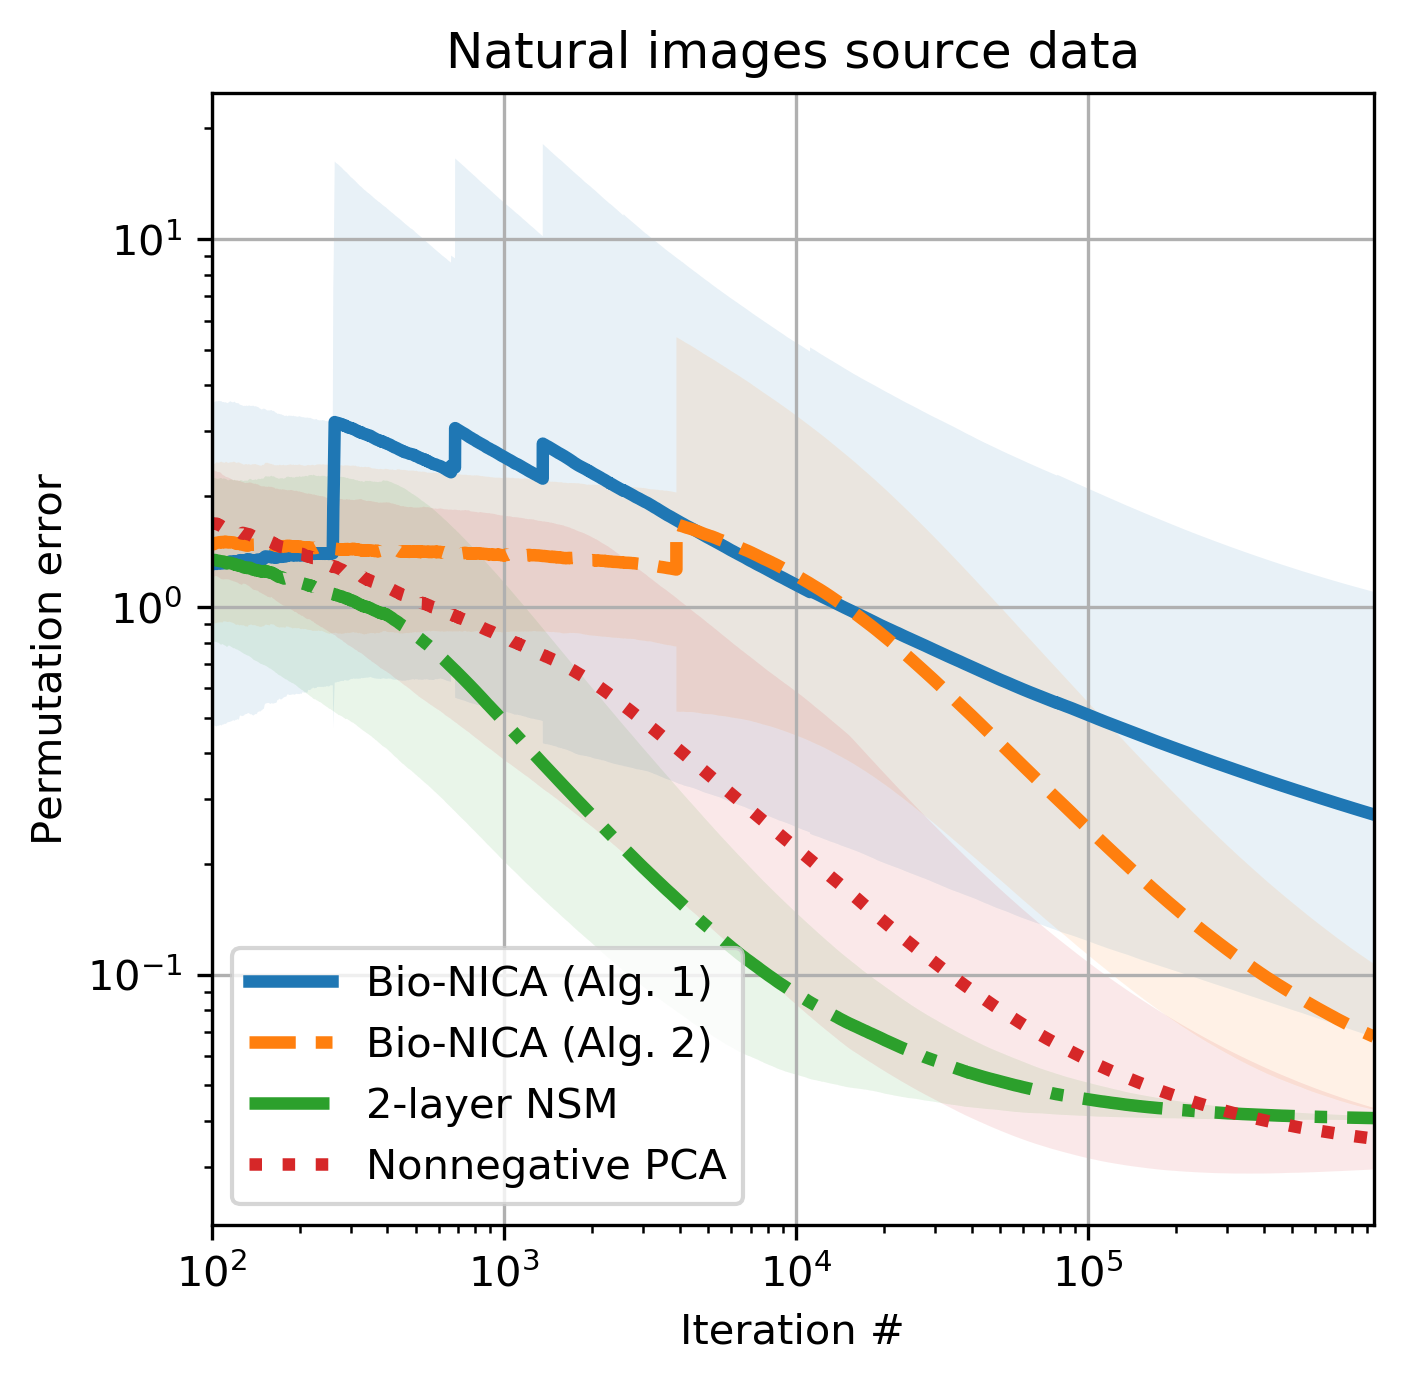 Natural images source data
10¹
10⁰
10⁻¹
Permutation error
Bio-NICA (Alg. 1)
Bio-NICA (Alg. 2)
2-layer NSM
Nonnegative PCA
10² 10³ 10⁴ 10⁵
Iteration #